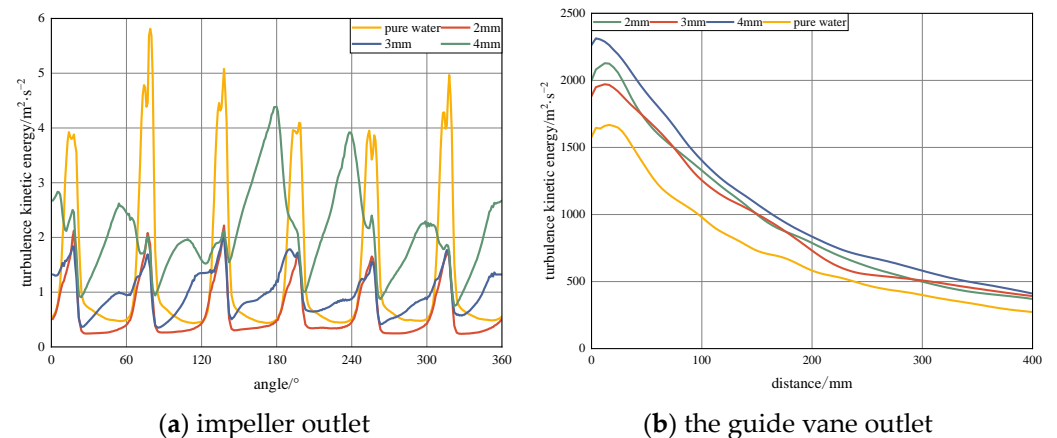 turbulence kinetic energy/m²·s⁻²
6
5
4
3
2
1
0
pure water 2mm
3mm 4mm
0 60 120 180 240 300 360
angle/°
(a) impeller outlet
turbulence kinetic energy/m²·s⁻²
2500
2000
1500
1000
500
0
2mm 3mm 4mm pure water
0 100 200 300 400
distance/mm
(b) the guide vane outlet